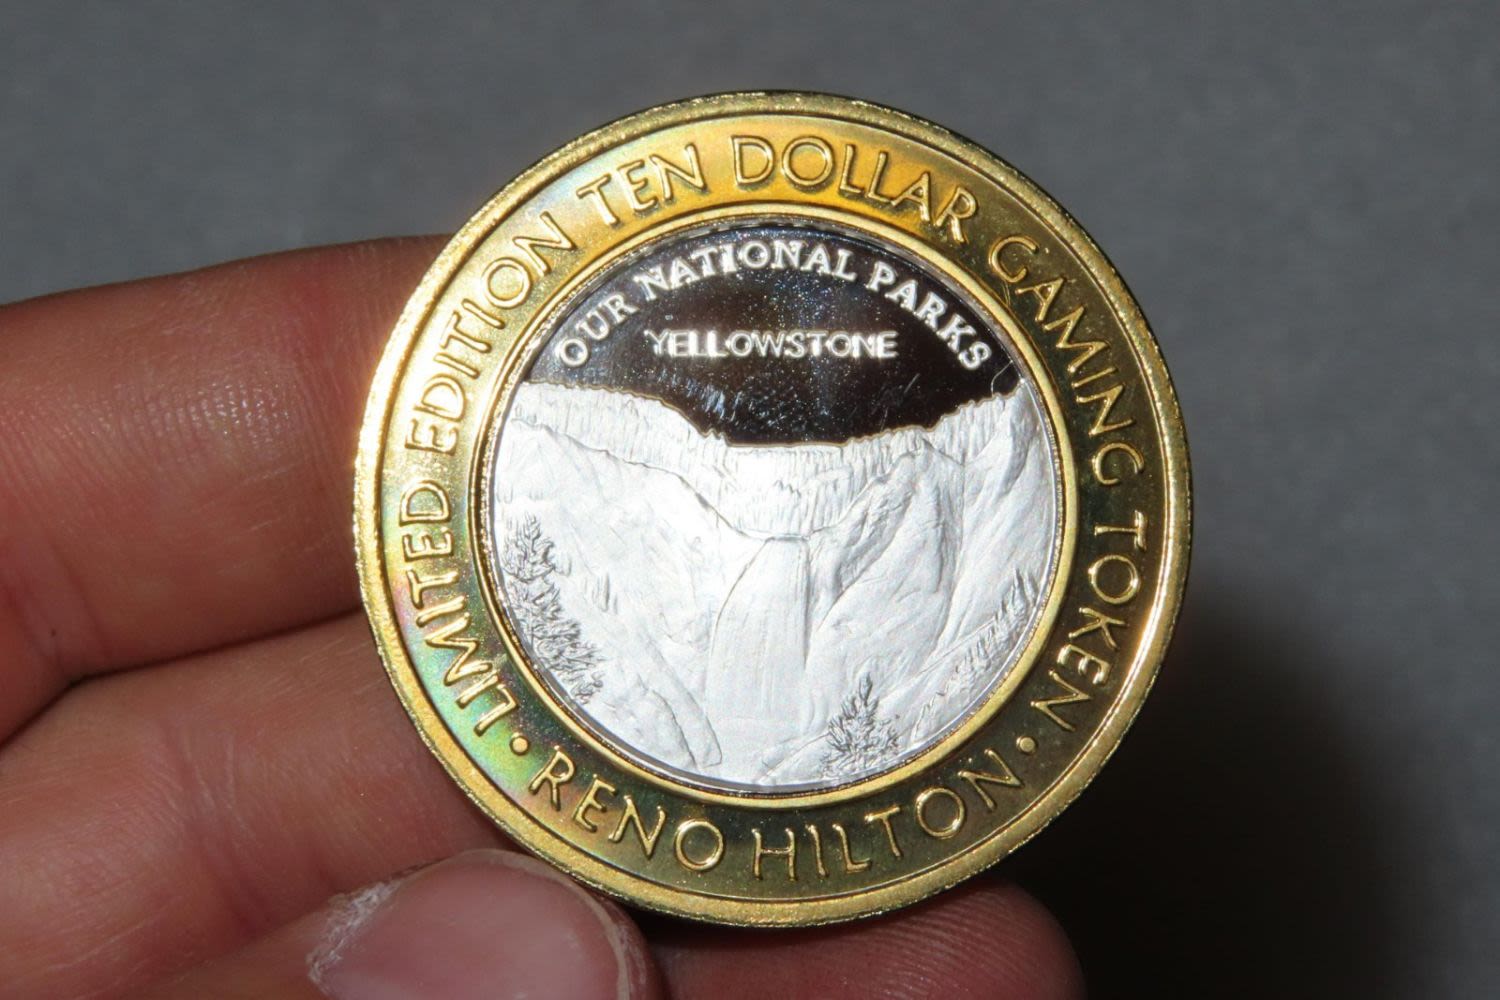 LIMITED EDITION TEN DOLLAR GAMING TOKEN
OUR NATIONAL PARKS
YELLOWSTONE
• RENO HILTON •